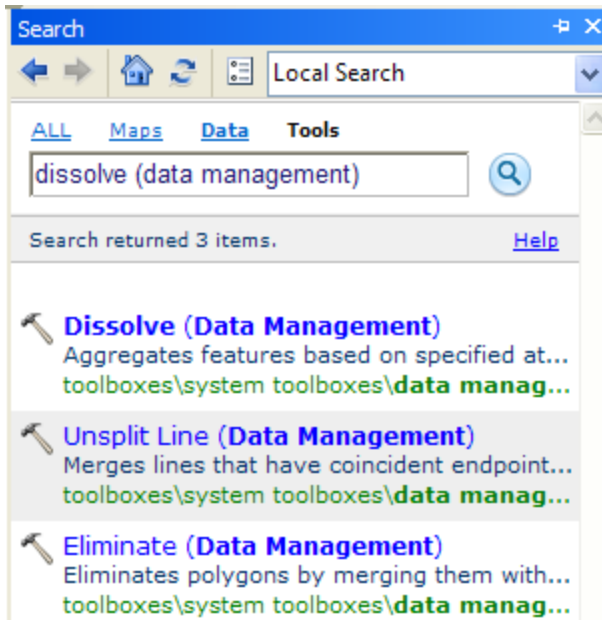 Search
Local Search
ALL Maps Data Tools
dissolve (data management)
Search returned 3 items. Help
Dissolve (Data Management)
Aggregates features based on specified at...
toolboxes\system toolboxes\data manag...
Unsplit Line (Data Management)
Merges lines that have coincident endpoint...
toolboxes\system toolboxes\data manag...
Eliminate (Data Management)
Eliminates polygons by merging them with...
toolboxes\system toolboxes\data manag...